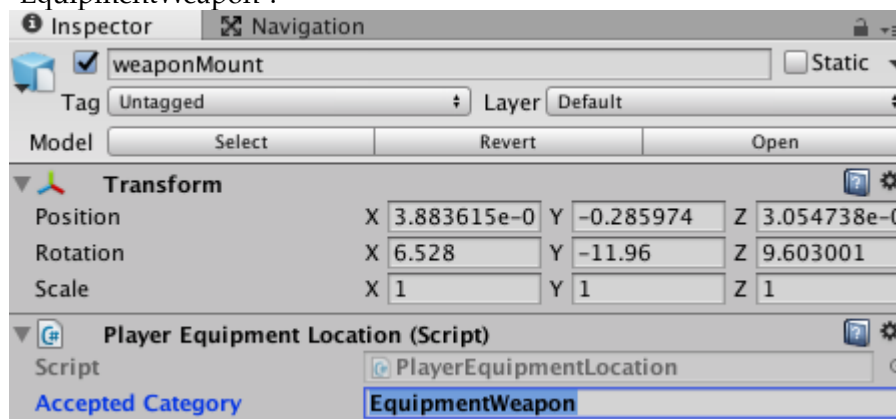 EquipmentWeapon .
Inspector Navigation
weaponMount Static
Tag Untagged Layer Default
Model Select Revert Open
Transform
Position X 3.883615e-0 Y -0.285974 Z 3.054738e-0
Rotation X 6.528 Y -11.96 Z 9.603001
Scale X 1 Y 1 Z 1
Player Equipment Location (Script)
Script PlayerEquipmentLocation
Accepted Category EquipmentWeapon